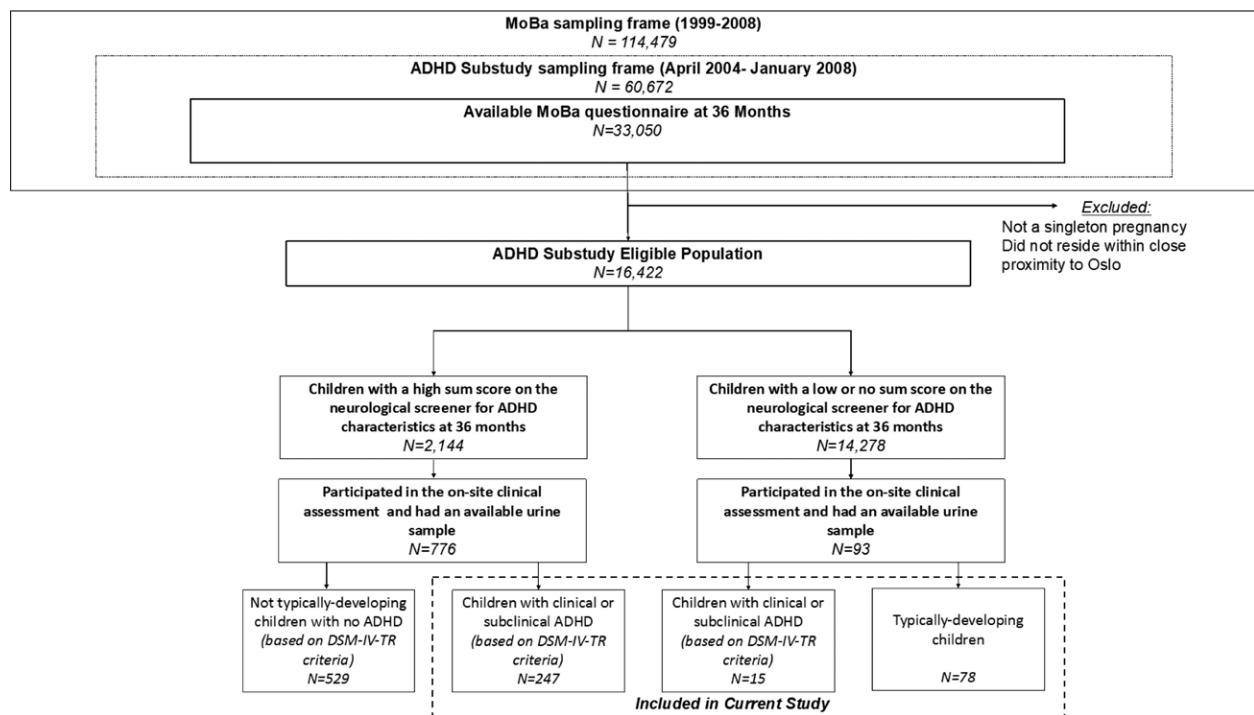 MoBa sampling frame (1999-2008)
N = 114,479
ADHD Substudy sampling frame (April 2004- January 2008)
N = 60,672
Available MoBa questionnaire at 36 Months
N=33,050
Excluded:
Not a singleton pregnancy
Did not reside within close
proximity to Oslo
ADHD Substudy Eligible Population
N=16,422
Children with a high sum score on the
neurological screener for ADHD
characteristics at 36 months
N=2,144
Children with a low or no sum score on the
neurological screener for ADHD
characteristics at 36 months
N=14,278
Participated in the on-site clinical
assessment and had an available urine
sample
N=776
Participated in the on-site clinical
assessment and had an available urine
sample
N=93
Not typically-developing
children with no ADHD
(based on DSM-IV-TR
criteria)
N=529
Children with clinical or
subclinical ADHD
(based on DSM-IV-TR
criteria)
N=247
Children with clinical or
subclinical ADHD
(based on DSM-IV-TR
criteria)
N=15
Typically-developing
children
N=78
Included in Current Study